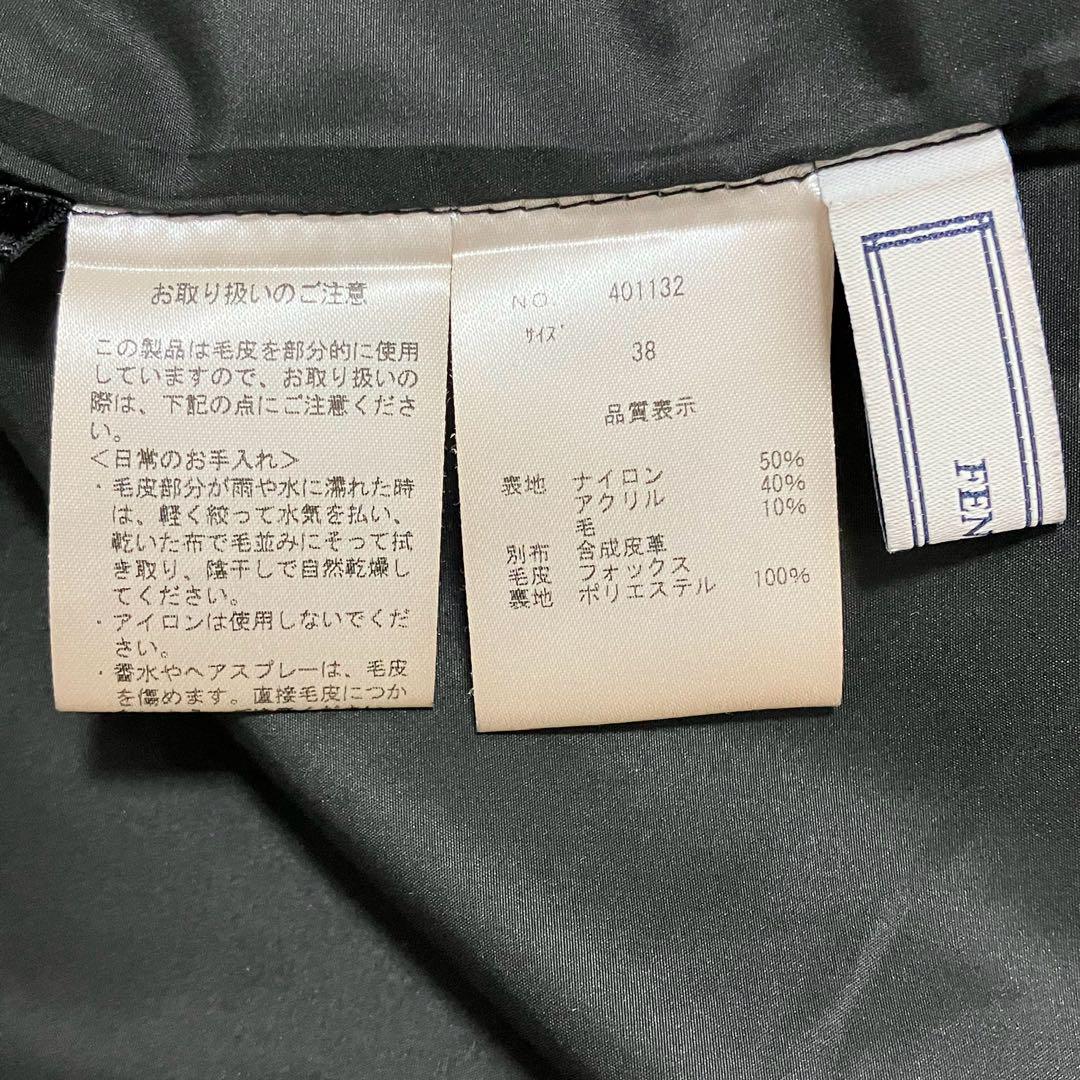 お取り扱いのご注意
この製品は毛皮を部分的に使用
していますので、お取り扱いの
際は、下記の点にご注意くださ
い。
<日常のお手入れ>
・毛皮部分が雨や水に濡れた時
は、軽く絞って水気を払い、
乾いた布で毛並みにそって拭
き取り、陰干しで自然乾燥し
てください。
・アイロンは使用しないでくだ
さい。
・香水やヘアスプレーは、毛皮
を傷めます。直接毛皮につか
NO. 401132
サイズ
38
品質表示
表地 ナイロン 50%
アクリル 40%
毛 10%
別布 合成皮革
毛皮 フォックス
裏地 ポリエステル 100%
FEN